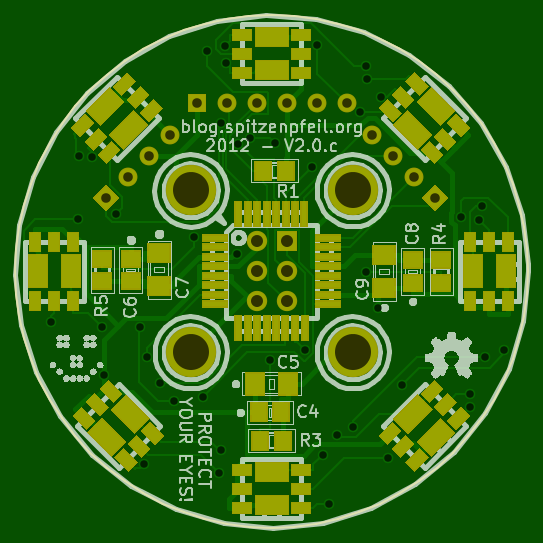 blog.spitzenpfeil.org
2012 – V2.0.c
R1
C8
R4
C9
R5
C6
C7
C5
C4
R3
PROTECT
YOUR EYES!